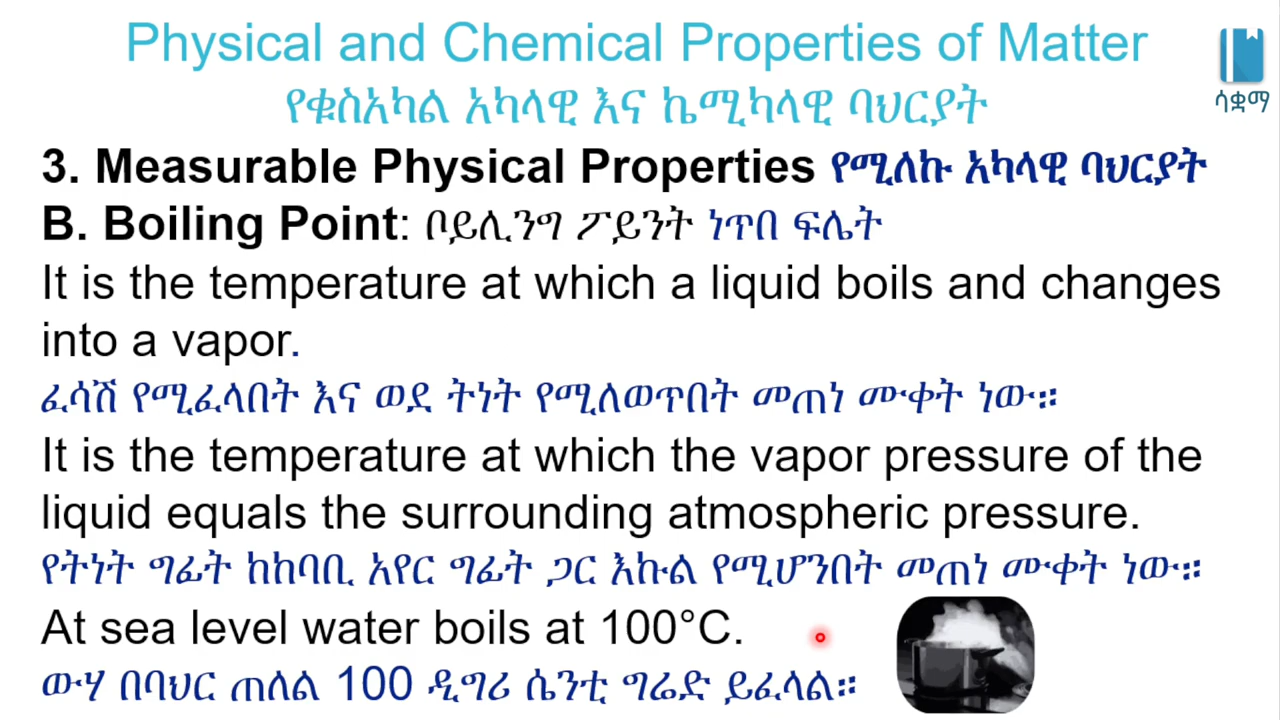 Physical and Chemical Properties of Matter
የቁስአካል አካላዊ እና ኬሚካላዊ ባህርያት
ሳቋማ
3. Measurable Physical Properties የሚለኩ አካላዊ ባህርያት
B. Boiling Point: ቦይሊንግ ፖይንት ነጥበ ፍሌት
It is the temperature at which a liquid boils and changes
into a vapor.
ፈሳሽ የሚፈላበት እና ወደ ትነት የሚለወጥበት መጠነ ሙቀት ነው።
It is the temperature at which the vapor pressure of the
liquid equals the surrounding atmospheric pressure.
የትነት ግፊት ከከባቢ አየር ግፊት ጋር እኩል የሚሆንበት መጠነ ሙቀት ነው።
At sea level water boils at 100°C.
ውሃ በባህር ጠለል 100 ዲግሪ ሴንቲ ግሬድ ይፈላል።